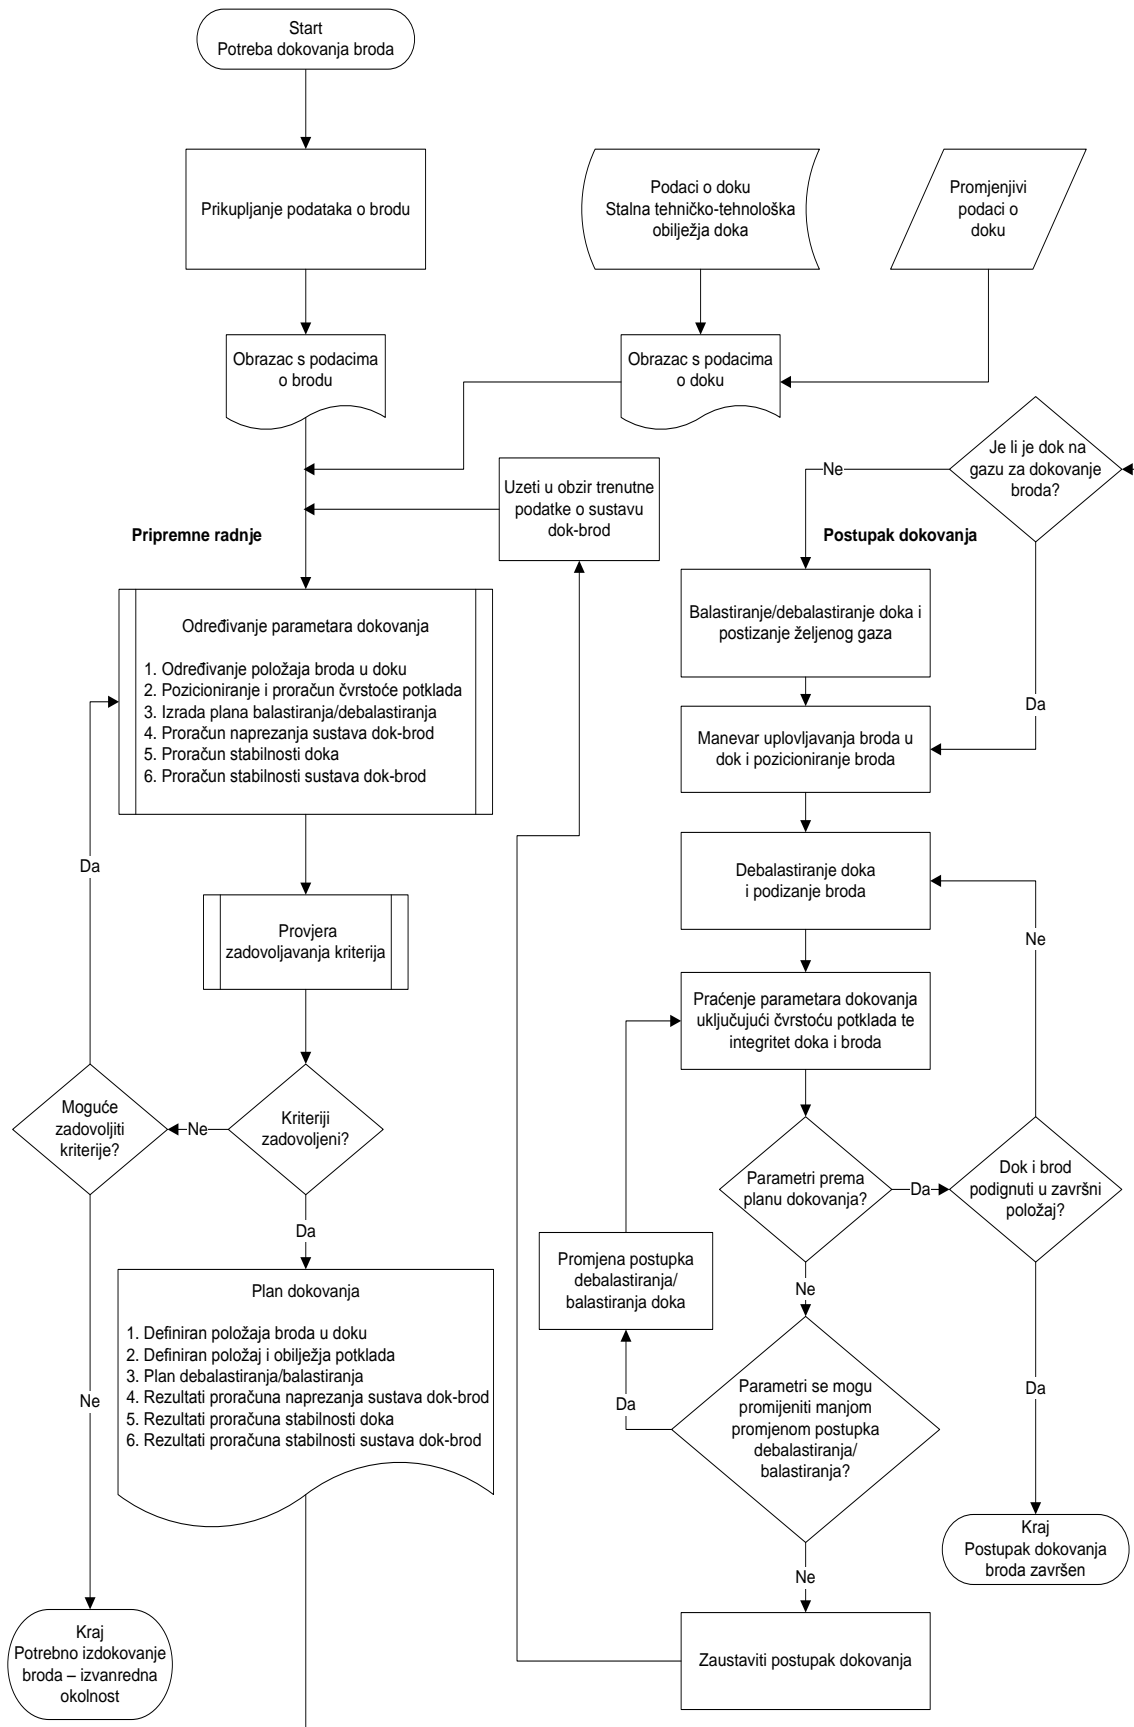 Start
Potreba dokovanja broda
Prikupljanje podataka o brodu
Podaci o doku
Stalna tehničko-tehnološka
obilježja doka
Promjenjivi
podaci o
doku
Obrazac s podacima
o brodu
Obrazac s podacima
o doku
Je li je dok na
gazu za dokovanje
broda?
Ne
Uzeti u obzir trenutne
podatke o sustavu
dok-brod
Pripremne radnje
Postupak dokovanja
Određivanje parametara dokovanja
1. Određivanje položaja broda u doku
2. Pozicioniranje i proračun čvrstoće potklada
3. Izrada plana balastiranja/debalastiranja
4. Proračun naprezanja sustava dok-brod
5. Proračun stabilnosti doka
6. Proračun stabilnosti sustava dok-brod
Balastiranje/debalastiranje doka i
postizanje željenog gaza
Da
Manevar uplovljavanja broda u
dok i pozicioniranje broda
Debalastiranje doka
i podizanje broda
Da
Provjera
zadovoljavanja kriterija
Ne
Praćenje parametara dokovanja
uključujući čvrstoću potklada te
integritet doka i broda
Moguće
zadovoljiti
kriterije?
Ne
Kriteriji
zadovoljeni?
Parametri prema
planu dokovanja?
Da
Dok i brod
podignuti u završni
položaj?
Da
Promjena postupka
debalastiranja/
balastiranja doka
Ne
Plan dokovanja
1. Definiran položaja broda u doku
2. Definiran položaj i obilježja potklada
3. Plan debalastiranja/balastiranja
4. Rezultati proračuna naprezanja sustava dok-brod
5. Rezultati proračuna stabilnosti doka
6. Rezultati proračuna stabilnosti sustava dok-brod
Ne
Da
Parametri se mogu
promijeniti manjom
promjenom postupka
debalastiranja/
balastiranja?
Da
Kraj
Postupak dokovanja
broda završen
Ne
Kraj
Potrebno izdokovanje
broda – izvanredna
okolnost
Zaustaviti postupak dokovanja